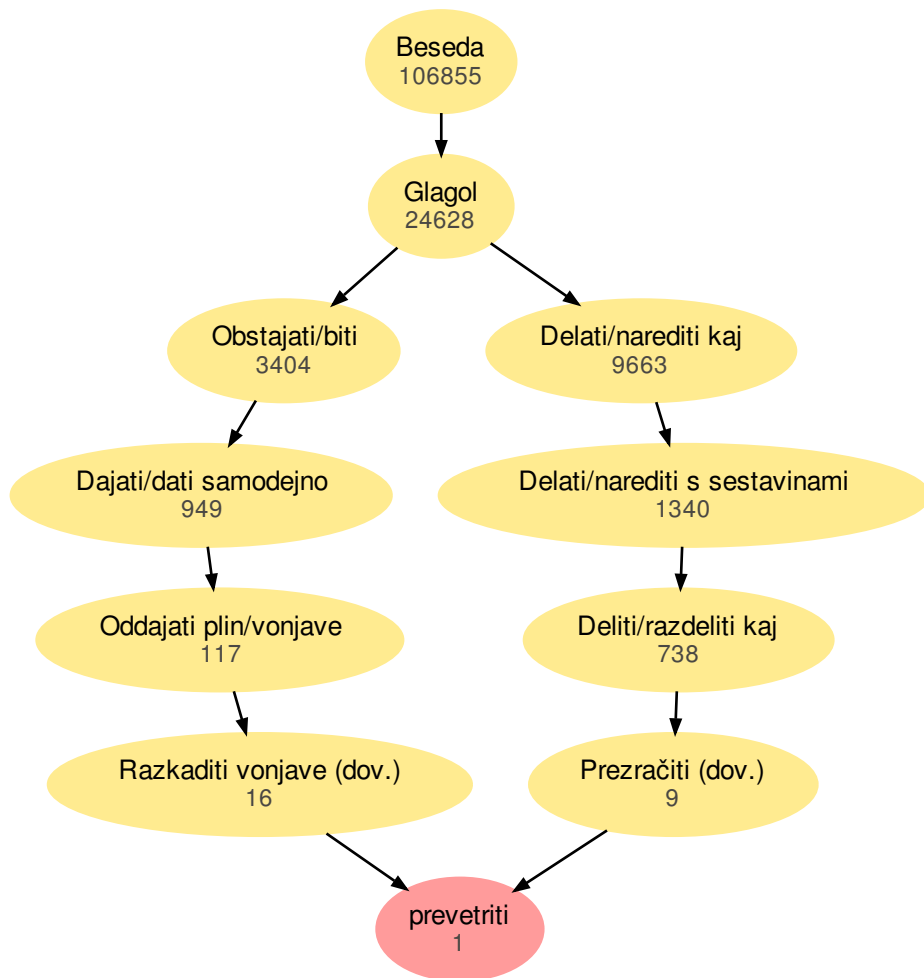 Beseda
106855
Glagol
24628
Obstajati/biti
3404
Delati/narediti kaj
9663
Dajati/dati samodejno
949
Delati/narediti s sestavinami
1340
Oddajati plin/vonjave
117
Deliti/razdeliti kaj
738
Razkaditi vonjave (dov.)
16
Prezračiti (dov.)
9
prevetriti
1